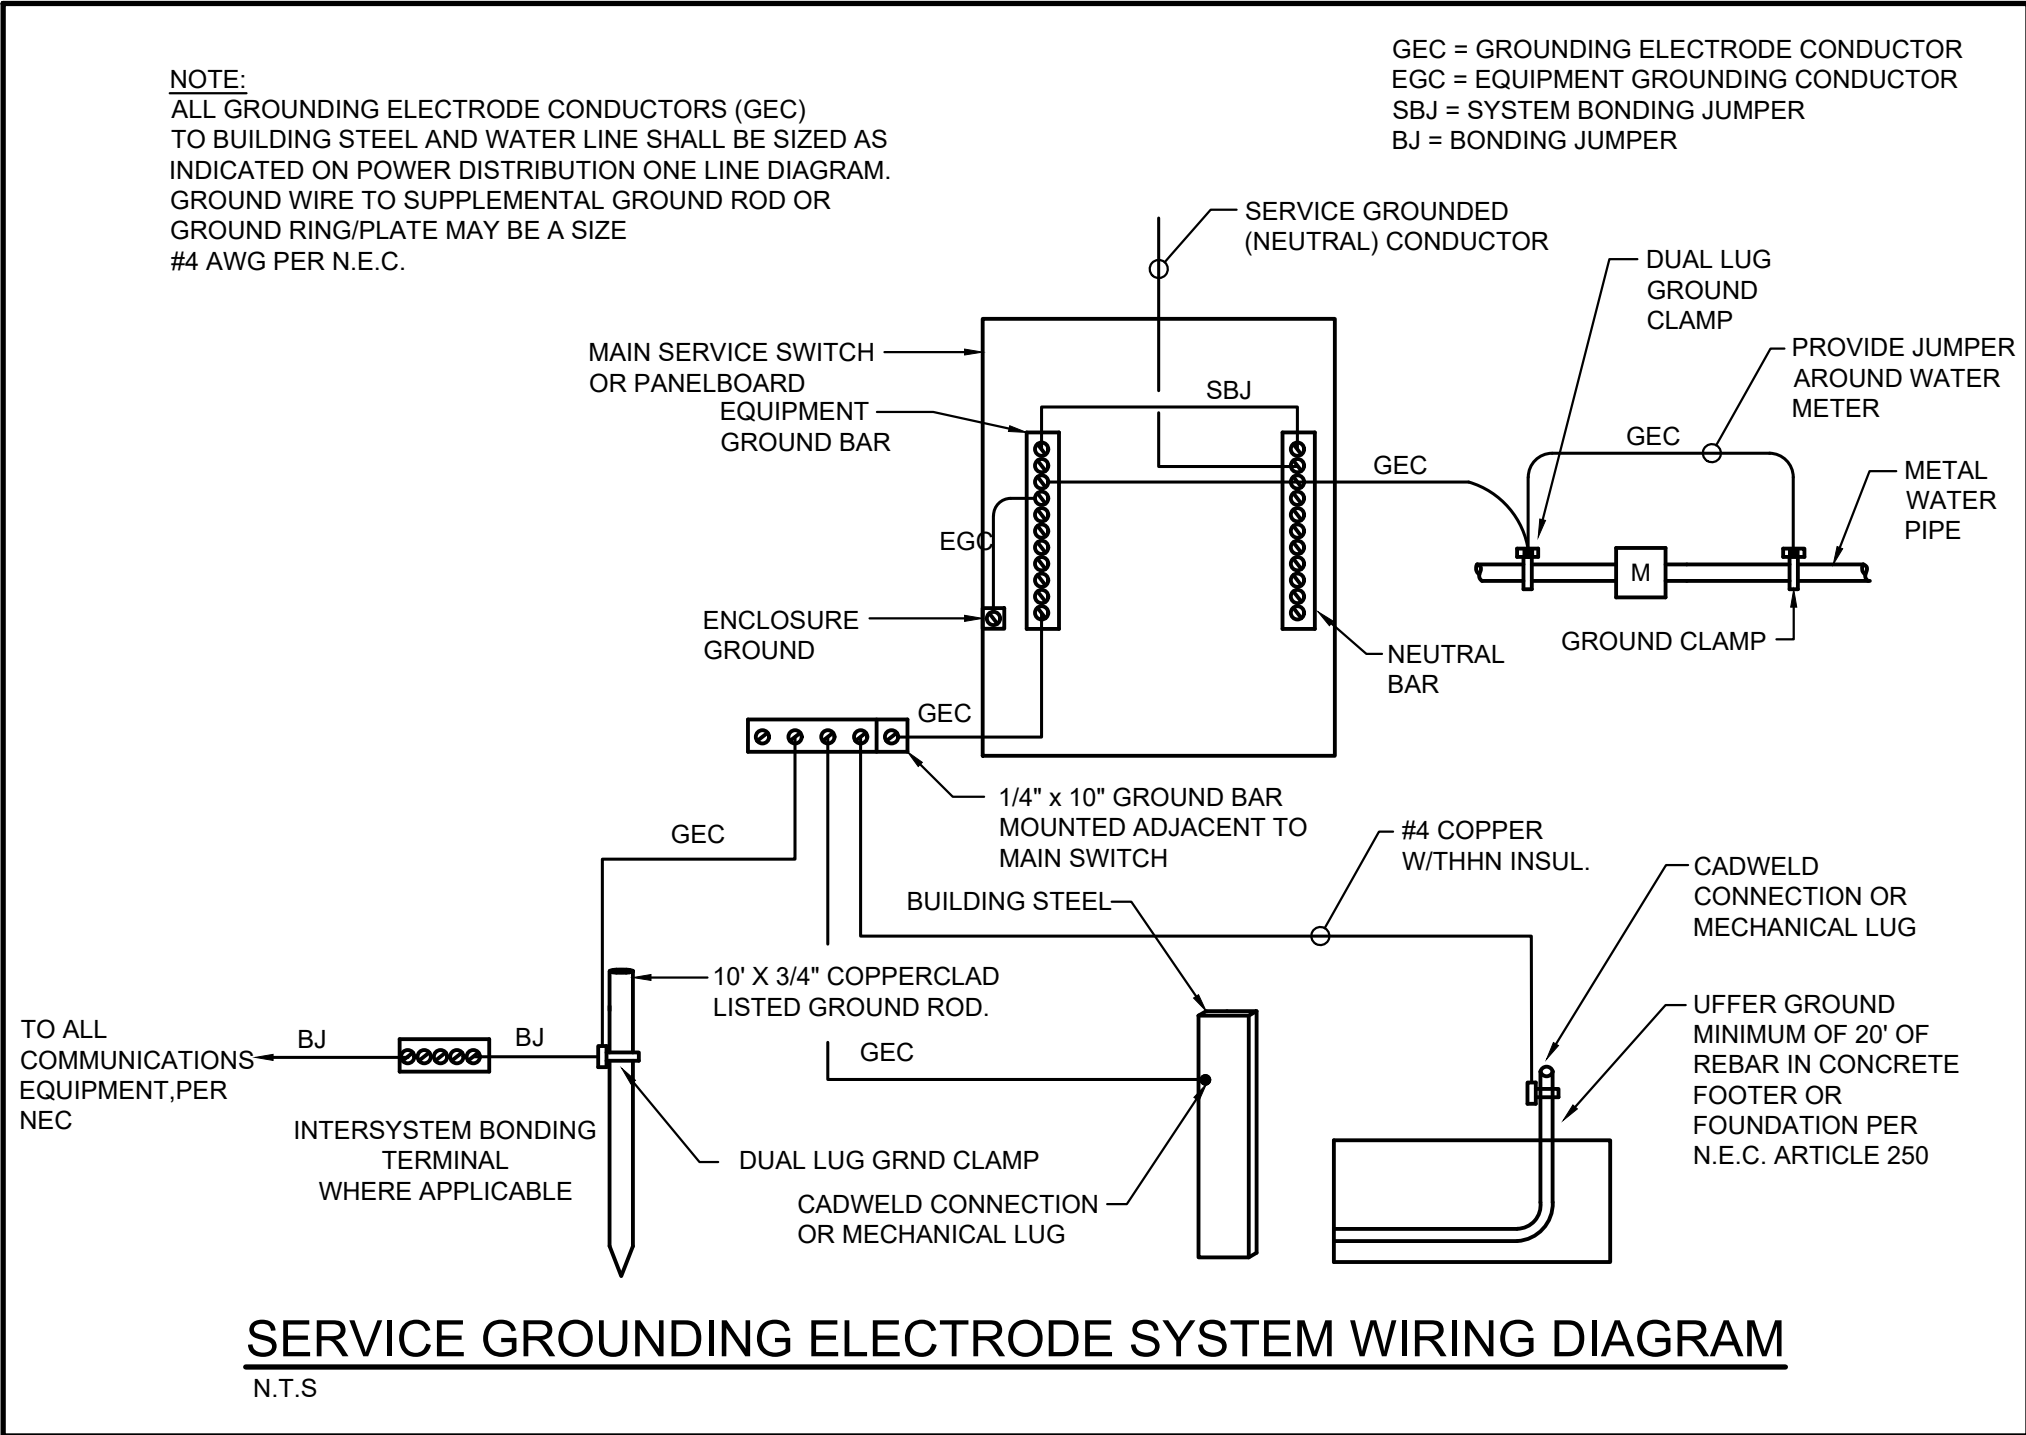 NOTE:
ALL GROUNDING ELECTRODE CONDUCTORS (GEC)
TO BUILDING STEEL AND WATER LINE SHALL BE SIZED AS
INDICATED ON POWER DISTRIBUTION ONE LINE DIAGRAM.
GROUND WIRE TO SUPPLEMENTAL GROUND ROD OR
GROUND RING/PLATE MAY BE A SIZE
#4 AWG PER N.E.C.
GEC = GROUNDING ELECTRODE CONDUCTOR
EGC = EQUIPMENT GROUNDING CONDUCTOR
SBJ = SYSTEM BONDING JUMPER
BJ = BONDING JUMPER
SERVICE GROUNDED
(NEUTRAL) CONDUCTOR
DUAL LUG
GROUND
CLAMP
PROVIDE JUMPER
AROUND WATER
METER
MAIN SERVICE SWITCH
OR PANELBOARD
SBJ
EQUIPMENT
GROUND BAR
GEC
GEC
METAL
WATER
PIPE
EGC
M
ENCLOSURE
GROUND
GROUND CLAMP
NEUTRAL
BAR
GEC
1/4" x 10" GROUND BAR
MOUNTED ADJACENT TO
MAIN SWITCH
GEC
#4 COPPER
W/THHN INSUL.
CADWELD
CONNECTION OR
MECHANICAL LUG
BUILDING STEEL
10' X 3/4" COPPERCLAD
LISTED GROUND ROD.
UFFER GROUND
MINIMUM OF 20' OF
REBAR IN CONCRETE
FOOTER OR
FOUNDATION PER
N.E.C. ARTICLE 250
TO ALL
COMMUNICATIONS
EQUIPMENT,PER
NEC
BJ
BJ
GEC
INTERSYSTEM BONDING
TERMINAL
WHERE APPLICABLE
DUAL LUG GRND CLAMP
CADWELD CONNECTION
OR MECHANICAL LUG
SERVICE GROUNDING ELECTRODE SYSTEM WIRING DIAGRAM
N.T.S